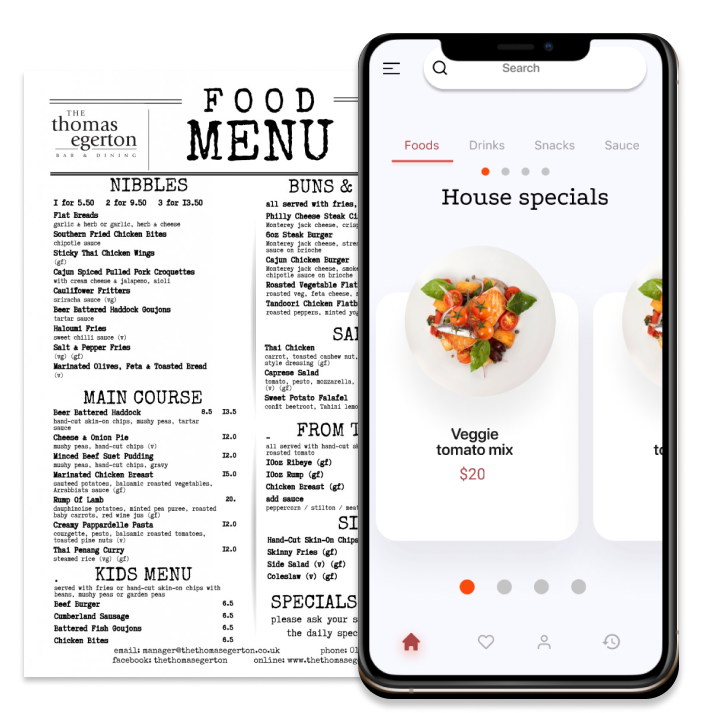 THE
thomas
egerton
BAR & DINING
FOOD
MENU
NIBBLES
1 for 5.50 2 for 9.50 3 for 13.50
Flat Breads
garlic & herb or garlic, herb & cheese
Southern Fried Chicken Bites
chipotle sauce
Sticky Thai Chicken Wings
(gf)
Cajun Spiced Pulled Pork Croquettes
with cream cheese & jalapeno, aioli
Cauliflower Fritters
sriracha sauce (vg)
Beer Battered Haddock Goujons
tartar sauce
Haloumi Fries
sweet chilli sauce (v)
Salt & Pepper Fries
(vg) (gf)
Marinated Olives, Feta & Toasted Bread
(v)
MAIN COURSE
Beer Battered Haddock 8.5 13.5
hand-cut skin-on chips, mushy peas, tartar
sauce
Cheese & Onion Pie 12.0
mushy peas, hand-cut chips (v)
Minced Beef Suet Pudding 12.0
mushy peas, hand-cut chips, gravy
Marinated Chicken Breast 15.0
sauteed potatoes, balsamic roasted vegetables,
Arrabbista sauce (gf)
Rump Of Lamb 20.
dauphinoise potatoes, minted pea puree, roasted
baby carrots, red wine jus (gf)
Creamy Pappardelle Pasta 12.0
courgette, pesto, balsamic roasted tomatoes,
toasted pine nuts (v)
Thai Penang Curry 12.0
steamed rice (vg) (gf)
KIDS MENU
served with fries or hand-cut skin-on chips with
beans, mushy peas or garden peas
Beef Burger 6.5
Cumberland Sausage 6.5
Battered Fish Goujons 6.5
Chicken Bites 6.5
BUNS &
all served with fries,
Philly Cheese Steak Ci
Monterey jack cheese, crisp
6oz Steak Burger
Monterey jack cheese, stre
sauce on brioche
Cajun Chicken Burger
Monterey jack cheese, smoke
chipotle sauce on brioche
Roasted Vegetable Flat
roasted veg, feta cheese,
Tandoori Chicken Flatb
roasted peppers, minted yo
SA
Thai Chicken
carrot, toasted cashew nut,
style dressing (gf)
Caprese Salad
tomato, pesto, mozzarella,
(v) (gf)
Sweet Potato Falafel
confit beetroot, Tahini lemo
FROM T
all served with hand-cut sk
roasted tomato
10oz Ribeye (gf)
10oz Rump (gf)
Chicken Breast (gf)
add sauce
peppercorn / stilton / meat
SI
Hand-Cut Skin-On Chips
Skinny Fries (gf)
Side Salad (v) (gf)
Coleslaw (v) (gf)
SPECIALS
please ask your s
the daily spec
email: manager@thethomasegerton.co.uk phone: 01
facebook: thethomasegerton online: www.thethomaseg
Search
Foods Drinks Snacks Sauce
House specials
Veggie
tomato mix
$20
to